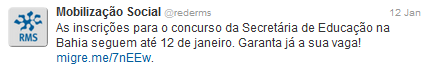 RMS
Mobilização Social @rederms 12 Jan
As inscrições para o concurso da Secretária de Educação na
Bahia seguem até 12 de janeiro. Garanta já a sua vaga!
migre.me/7nEEw.